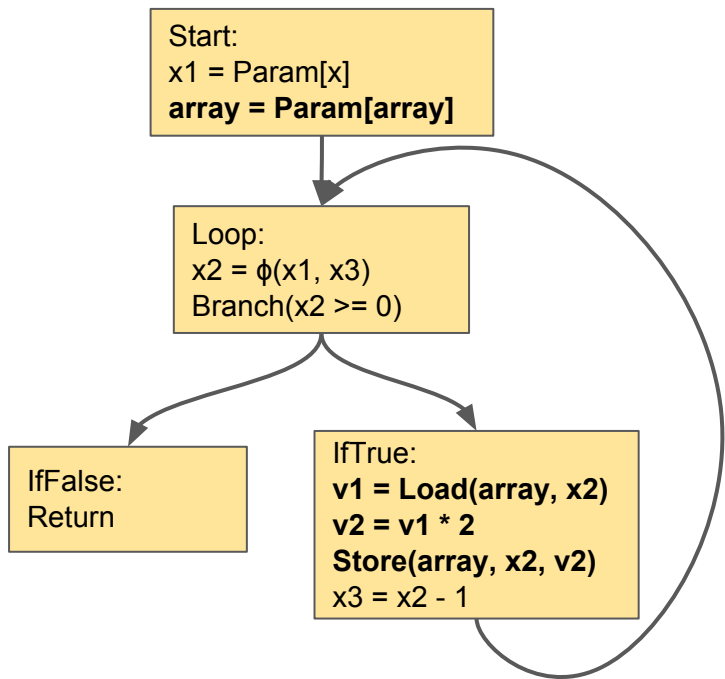 Start:
x1 = Param[x]
array = Param[array]
Loop:
x2 = ϕ(x1, x3)
Branch(x2 >= 0)
IfFalse:
Return
IfTrue:
v1 = Load(array, x2)
v2 = v1 * 2
Store(array, x2, v2)
x3 = x2 - 1